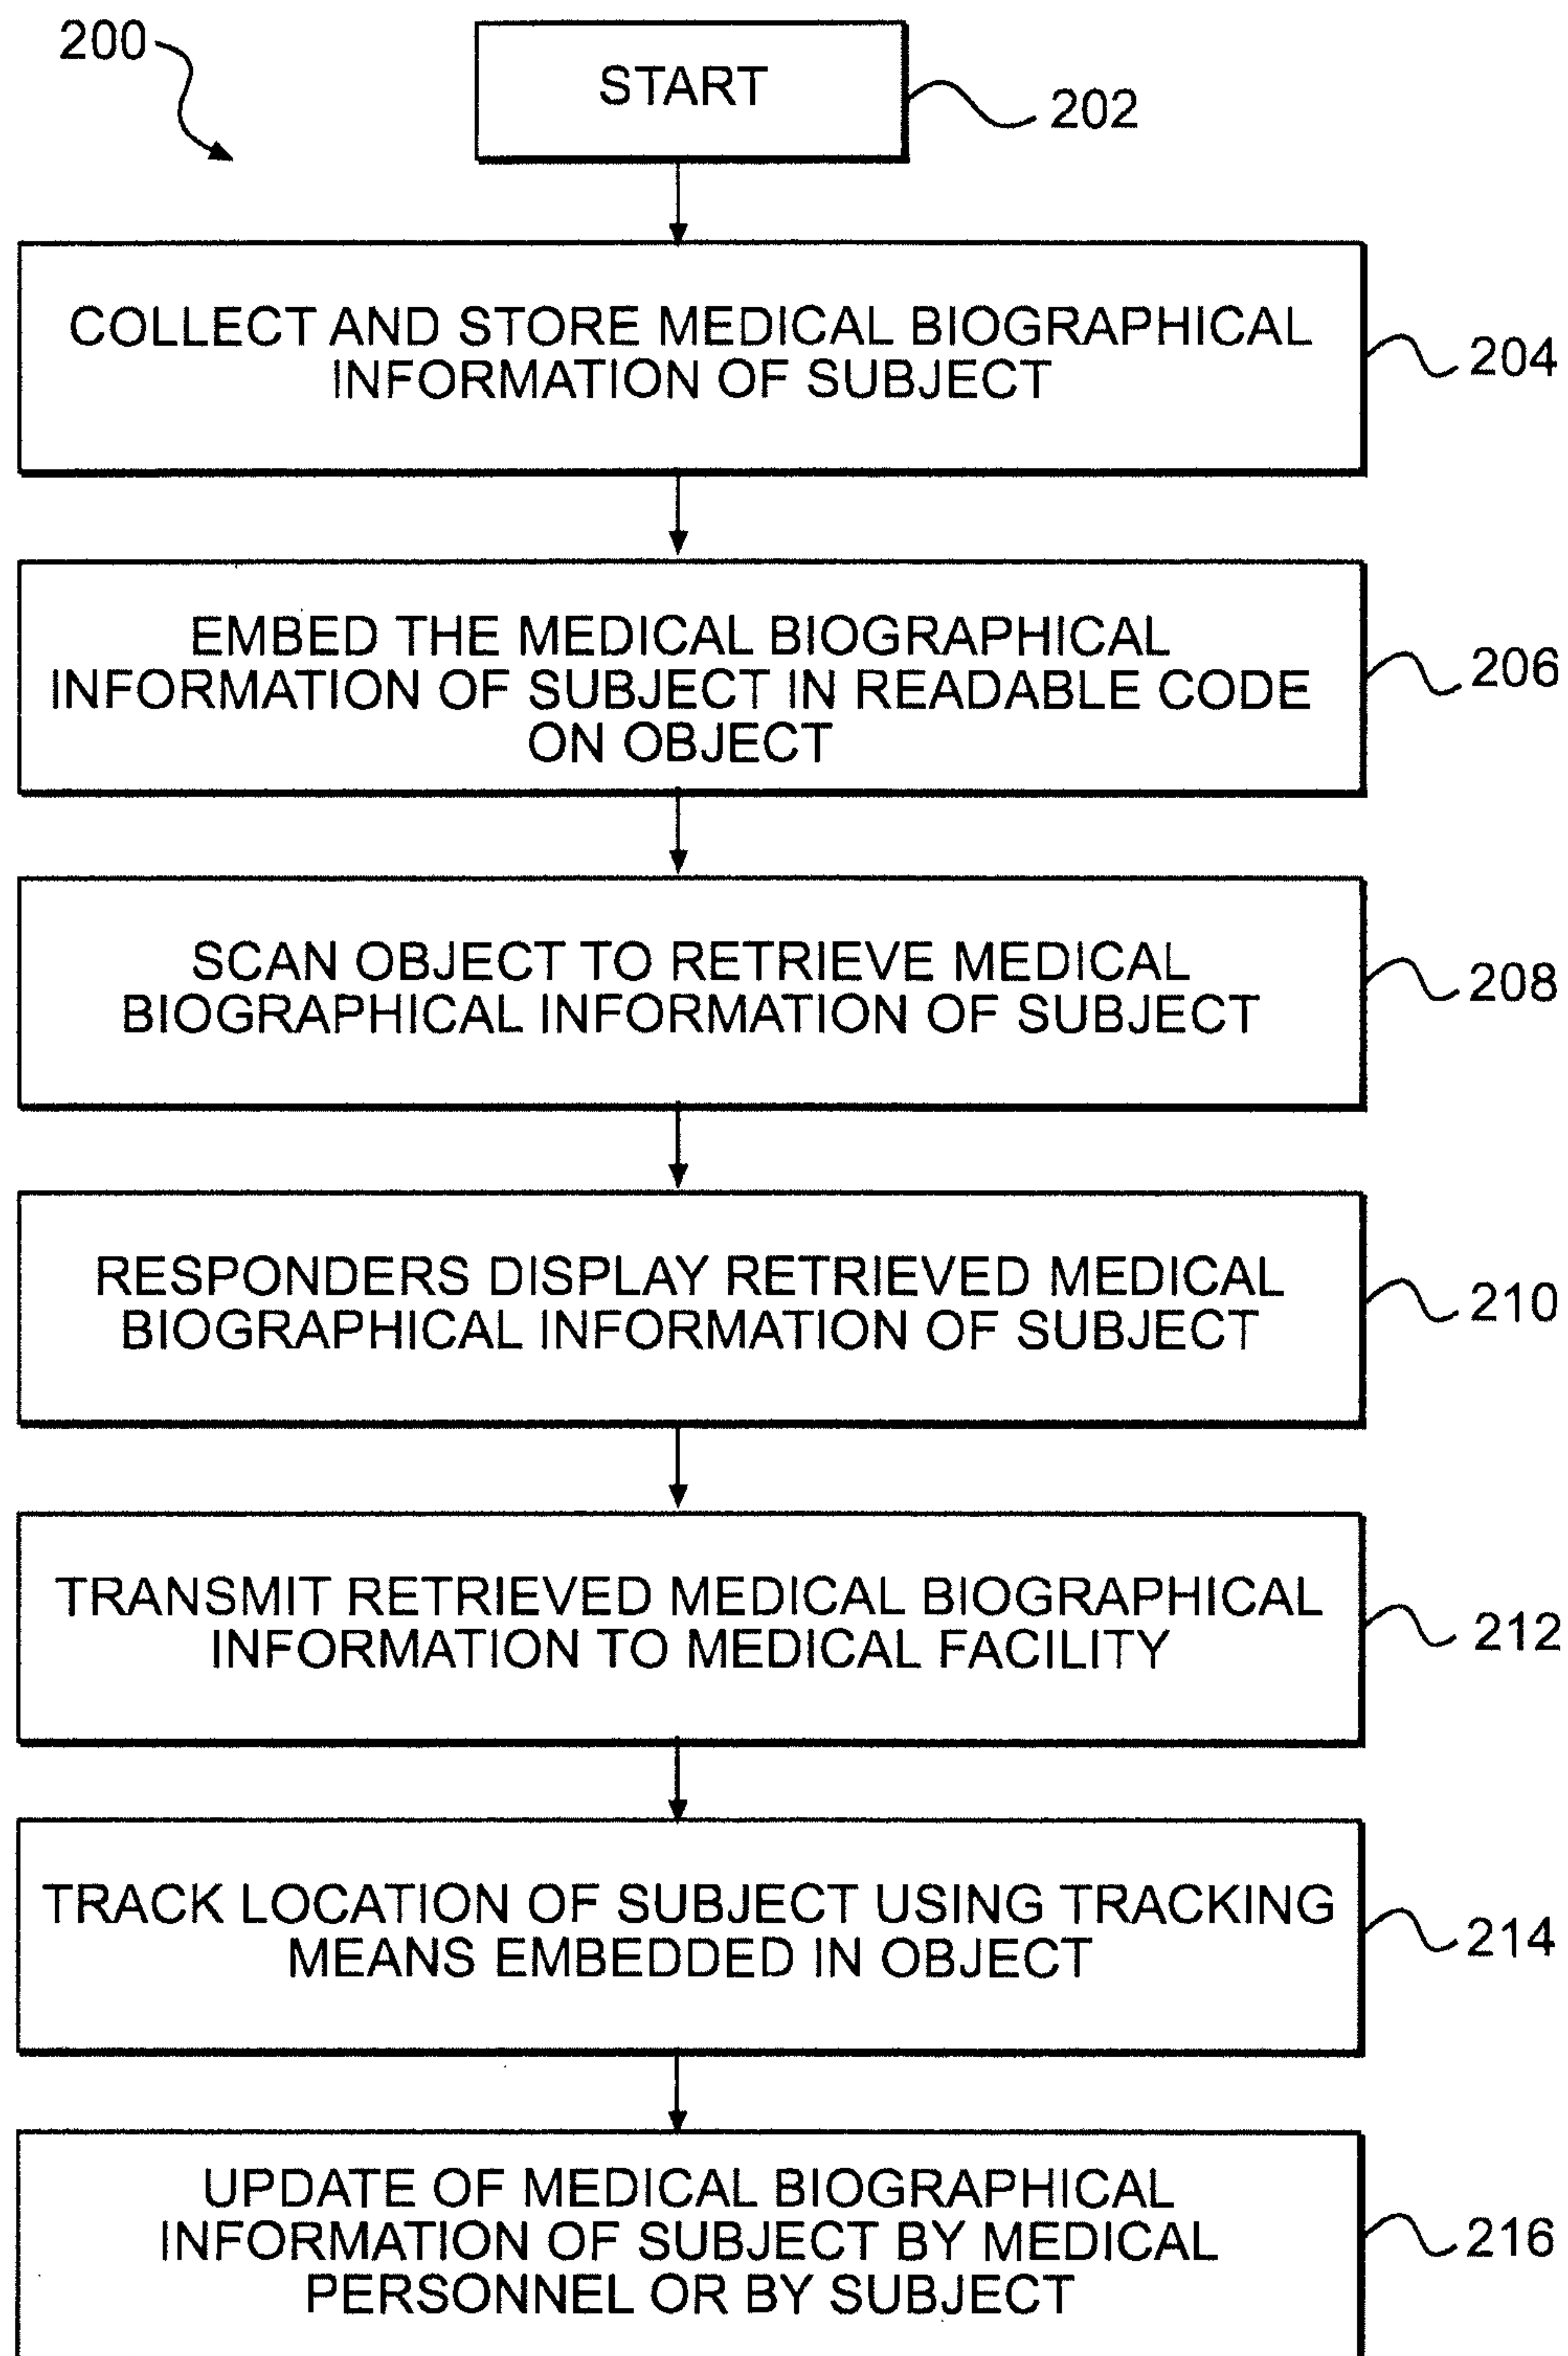 200
START
202
COLLECT AND STORE MEDICAL BIOGRAPHICAL
INFORMATION OF SUBJECT
204
EMBED THE MEDICAL BIOGRAPHICAL
INFORMATION OF SUBJECT IN READABLE CODE
ON OBJECT
206
SCAN OBJECT TO RETRIEVE MEDICAL
BIOGRAPHICAL INFORMATION OF SUBJECT
208
RESPONDERS DISPLAY RETRIEVED MEDICAL
BIOGRAPHICAL INFORMATION OF SUBJECT
210
TRANSMIT RETRIEVED MEDICAL BIOGRAPHICAL
INFORMATION TO MEDICAL FACILITY
212
TRACK LOCATION OF SUBJECT USING TRACKING
MEANS EMBEDDED IN OBJECT
214
UPDATE OF MEDICAL BIOGRAPHICAL
INFORMATION OF SUBJECT BY MEDICAL
PERSONNEL OR BY SUBJECT
216